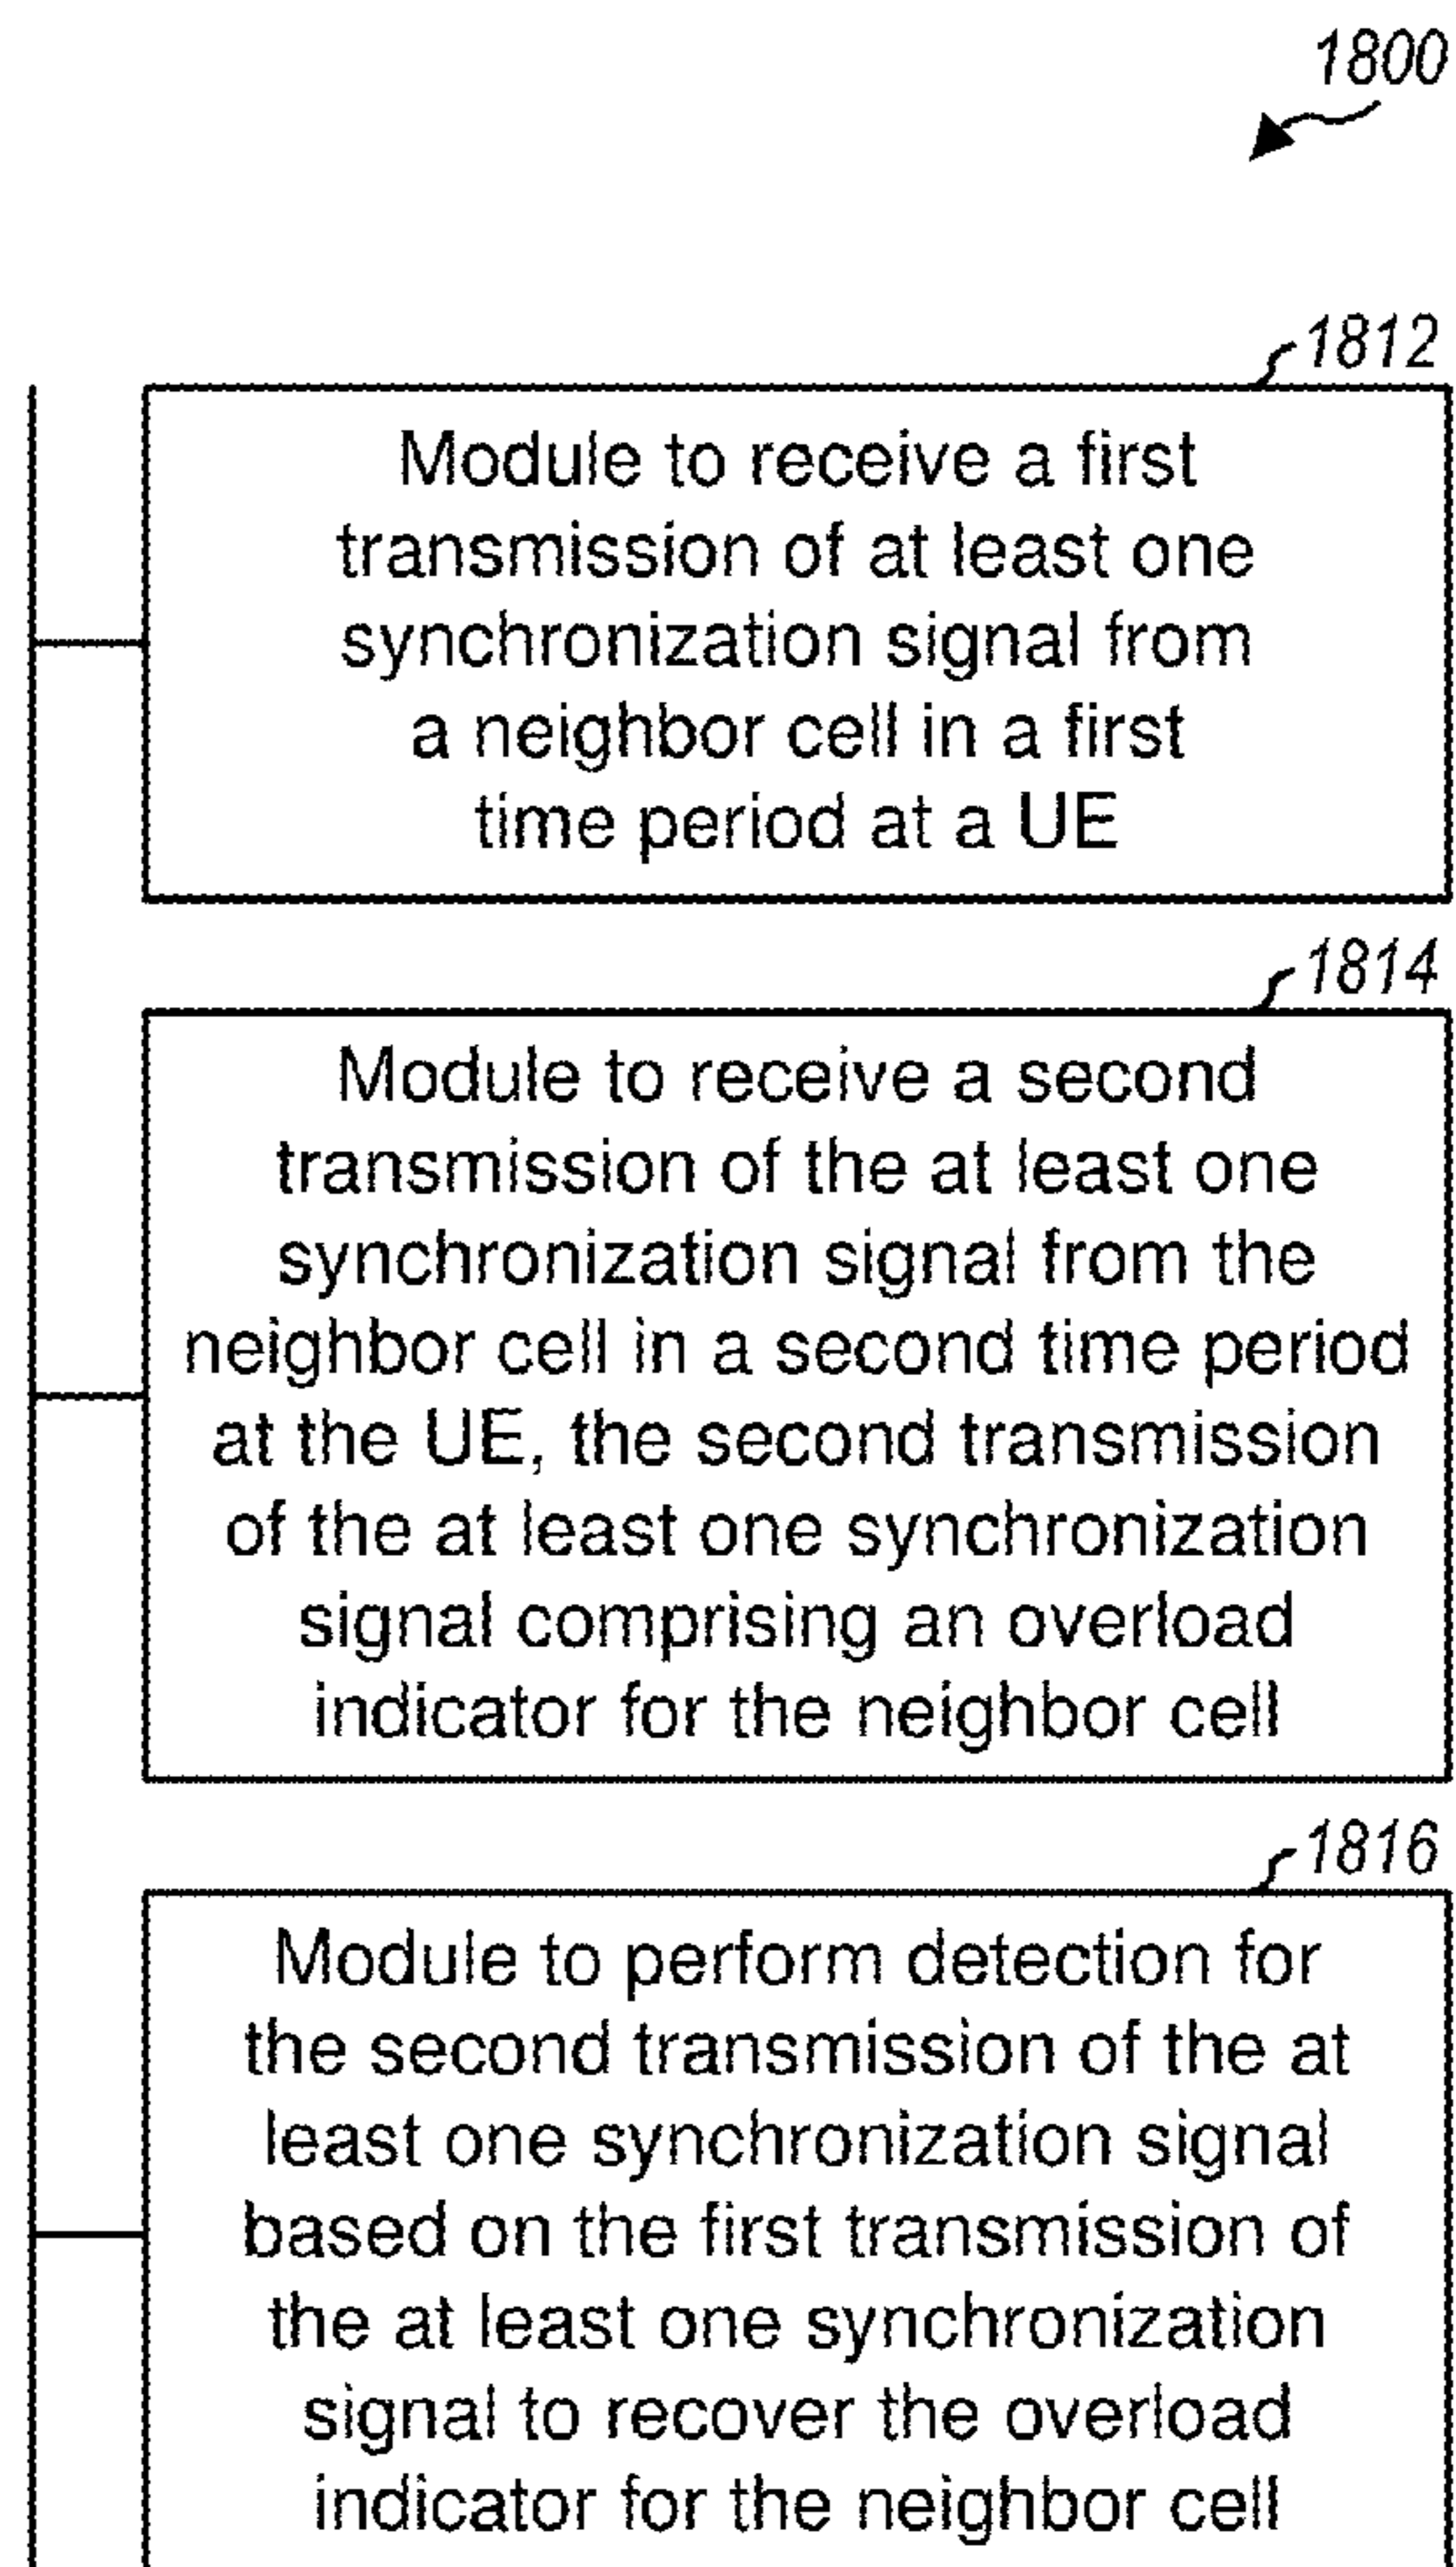 1800
1812
Module to receive a first
transmission of at least one
synchronization signal from
a neighbor cell in a first
time period at a UE
1814
Module to receive a second
transmission of the at least one
synchronization signal from the
neighbor cell in a second time period
at the UE, the second transmission
of the at least one synchronization
signal comprising an overload
indicator for the neighbor cell
1816
Module to perform detection for
the second transmission of the at
least one synchronization signal
based on the first transmission of
the at least one synchronization
signal to recover the overload
indicator for the neighbor cell